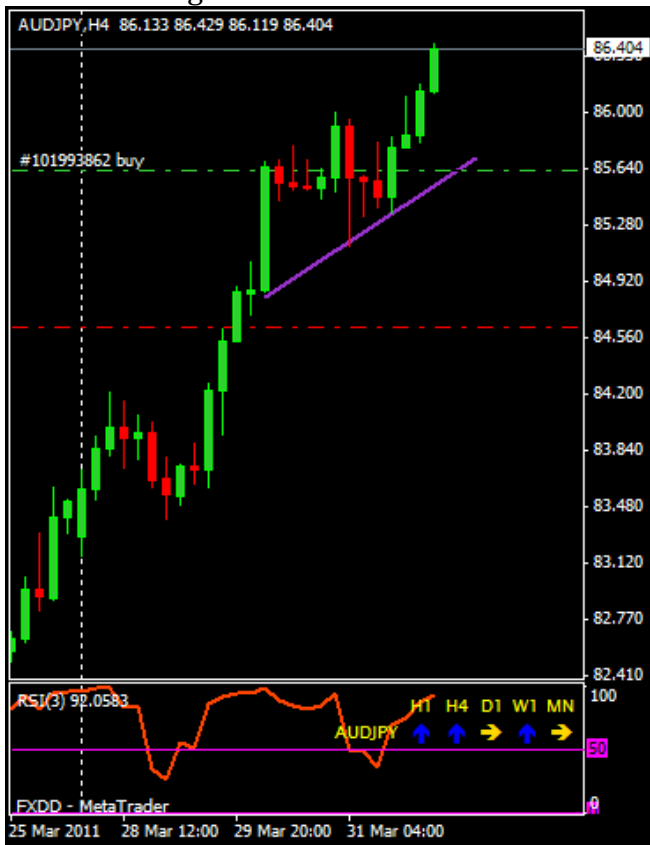 AUDJPY,H4 86.133 86.429 86.119 86.404
86.404
86.000
#101993862 buy
85.640
85.280
84.920
84.560
84.200
83.840
83.480
83.120
82.770
82.410
RSI(3) 92.0583
100
H1 H4 D1 W1 MN
AUDJPY
50
0
FXDD - MetaTrader
25 Mar 2011 28 Mar 12:00 29 Mar 20:00 31 Mar 04:00